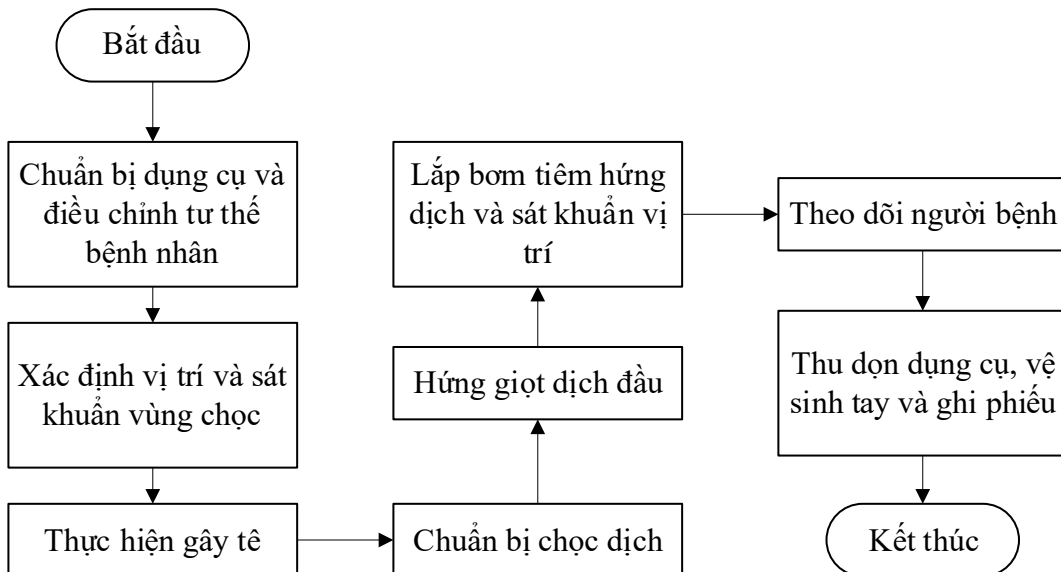 Bắt đầu
Chuẩn bị dụng cụ và
điều chỉnh tư thế
bệnh nhân
Xác định vị trí và sát
khuẩn vùng chọc
Thực hiện gây tê
Chuẩn bị chọc dịch
Hứng giọt dịch đầu
Lắp bơm tiêm hứng
dịch và sát khuẩn vị
trí
Theo dõi người bệnh
Thu dọn dụng cụ, vệ
sinh tay và ghi phiếu
Kết thúc